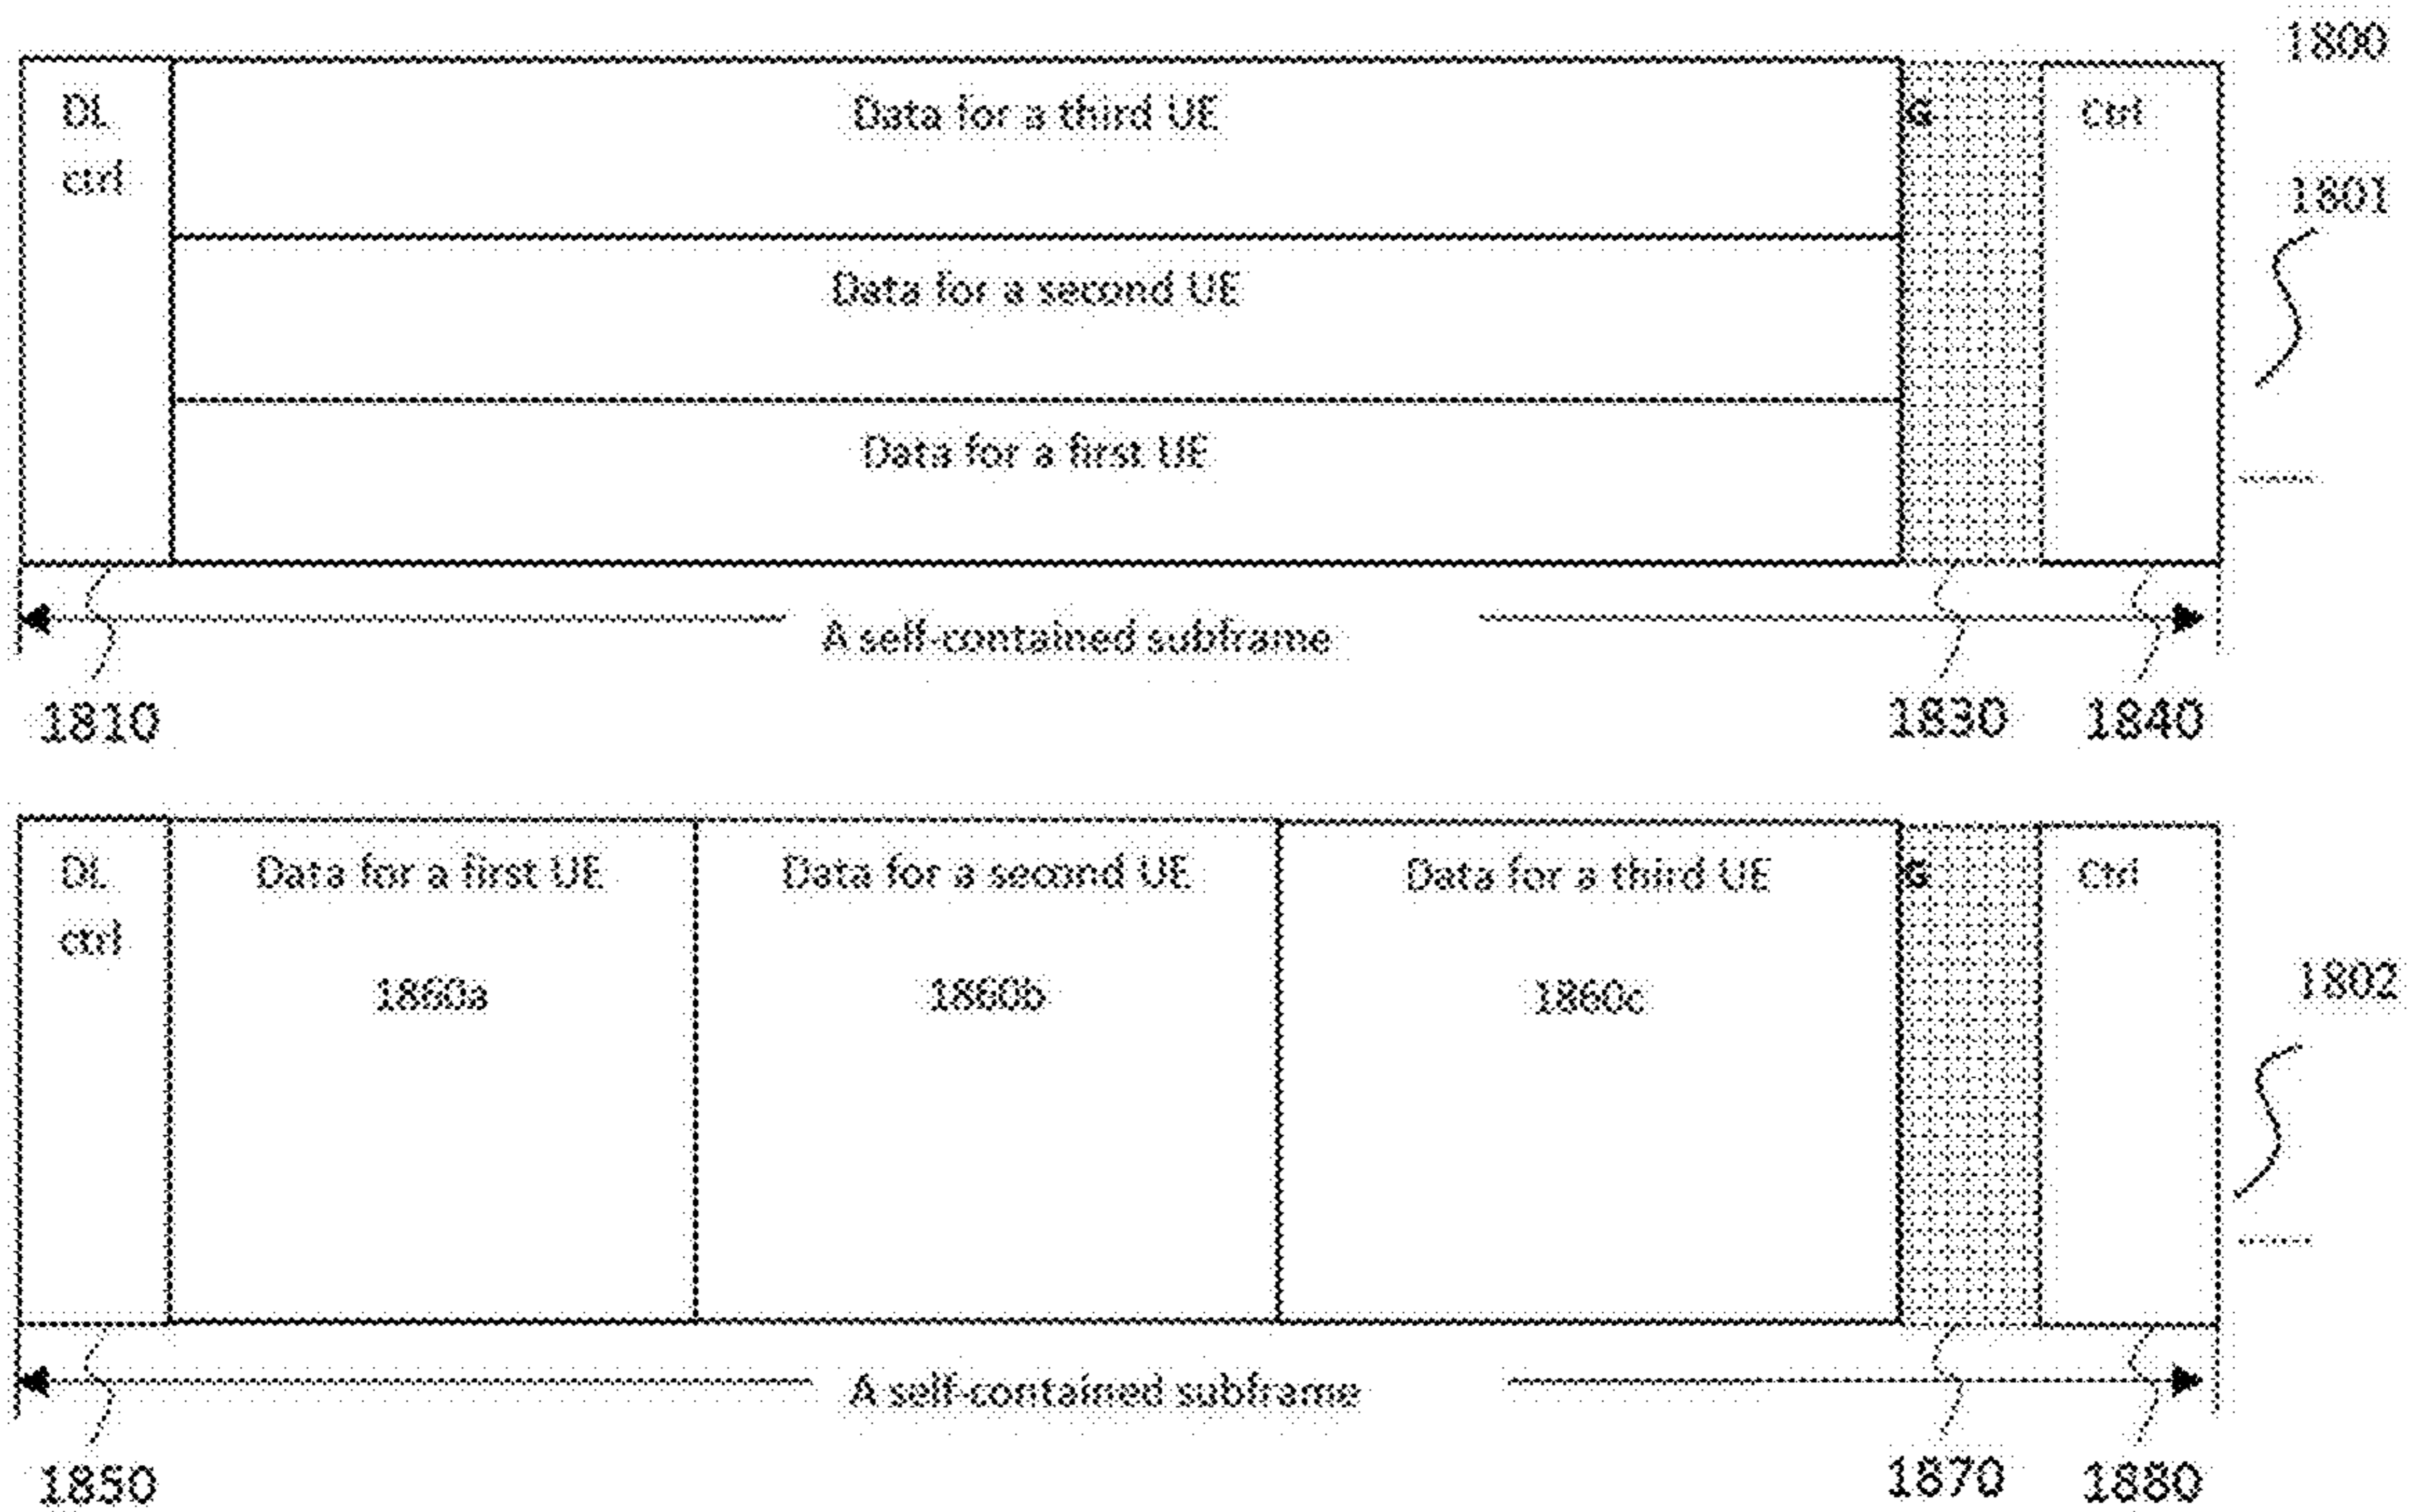 1800
DL
ctrl
Data for a third UE
G
Ctrl
1801
Data for a second UE
Data for a first UE
A self-contained subframe
1810
1830
1840
DL
ctrl
Data for a first UE
Data for a second UE
Data for a third UE
G
Ctrl
1860a
1860b
1860c
1802
A self-contained subframe
1850
1870
1880